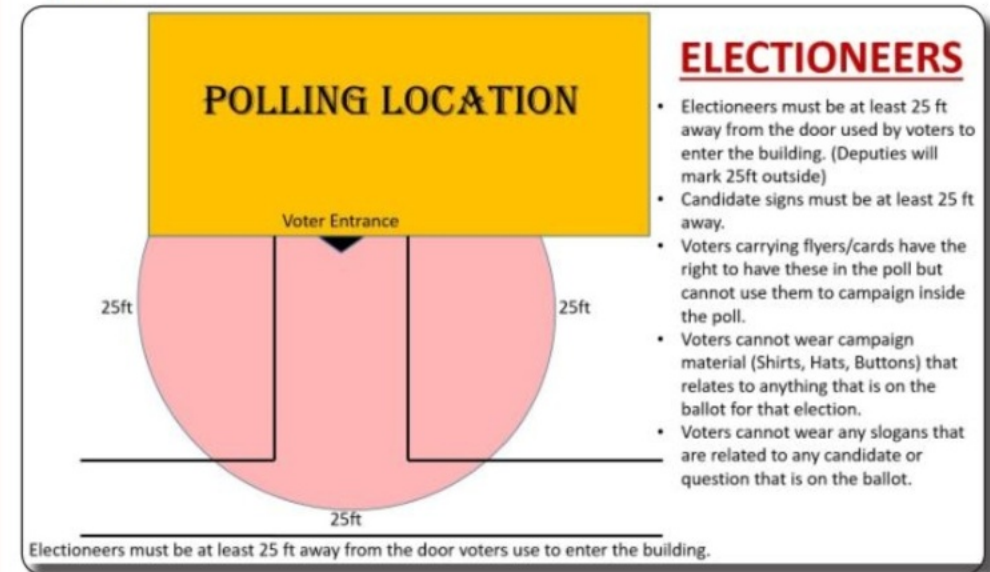 POLLING LOCATION
Voter Entrance
25ft
25ft
25ft
Electioneers must be at least 25 ft away from the door voters use to enter the building.
ELECTIONEERS
• Electioneers must be at least 25 ft
away from the door used by voters to
enter the building. (Deputies will
mark 25ft outside)
• Candidate signs must be at least 25 ft
away.
• Voters carrying flyers/cards have the
right to have these in the poll but
cannot use them to campaign inside
the poll.
• Voters cannot wear campaign
material (Shirts, Hats, Buttons) that
relates to anything that is on the
ballot for that election.
• Voters cannot wear any slogans that
are related to any candidate or
question that is on the ballot.